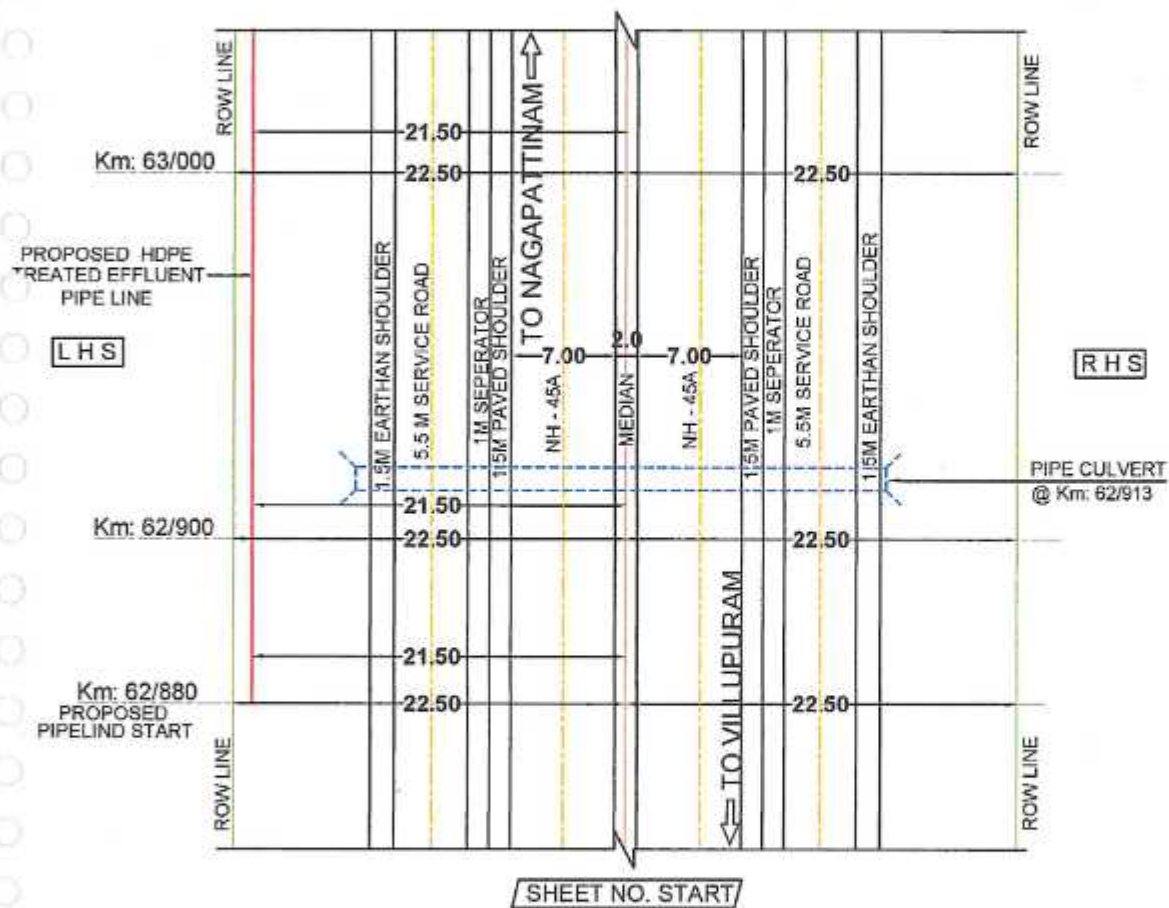 ROW LINE
ROW LINE
TO NAGAPATTINAM
21.50
Km: 63/000
22.50
22.50
PROPOSED HDPE
TREATED EFFLUENT
PIPE LINE
LHS
RHS
1.5M EARTHAN SHOULDER
5.5 M SERVICE ROAD
1M SEPERATOR
1.5M PAVED SHOULDER
NH - 45A
7.00
2.0
MEDIAN
7.00
NH - 45A
1.5M PAVED SHOULDER
1M SEPERATOR
5.5M SERVICE ROAD
1.5M EARTHAN SHOULDER
PIPE CULVERT
@ Km: 62/913
21.50
Km: 62/900
22.50
22.50
TO VILLUPURAM
21.50
Km: 62/880
22.50
22.50
PROPOSED
PIPELIND START
ROW LINE
ROW LINE
SHEET NO. START